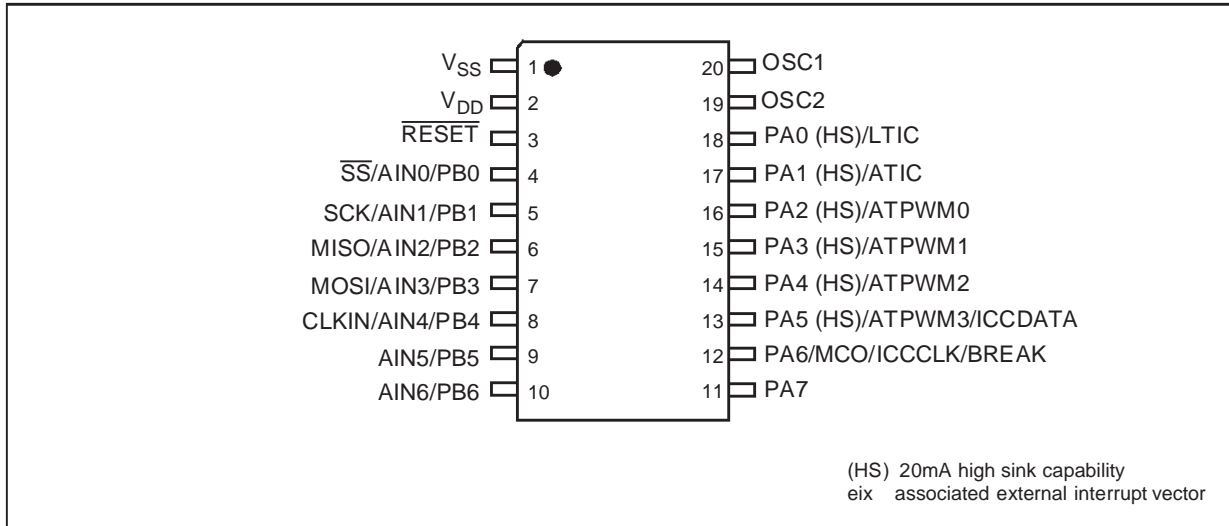 V_SS 1 20 OSC1
V_DD 2 19 OSC2
RESET 3 18 PA0 (HS)/LTIC
SS/AIN0/PB0 4 17 PA1 (HS)/ATIC
SCK/AIN1/PB1 5 16 PA2 (HS)/ATPWM0
MISO/AIN2/PB2 6 15 PA3 (HS)/ATPWM1
MOSI/AIN3/PB3 7 14 PA4 (HS)/ATPWM2
CLKIN/AIN4/PB4 8 13 PA5 (HS)/ATPWM3/ICCDATA
AIN5/PB5 9 12 PA6/MCO/ICCCLK/BREAK
AIN6/PB6 10 11 PA7
(HS) 20mA high sink capability
eix associated external interrupt vector